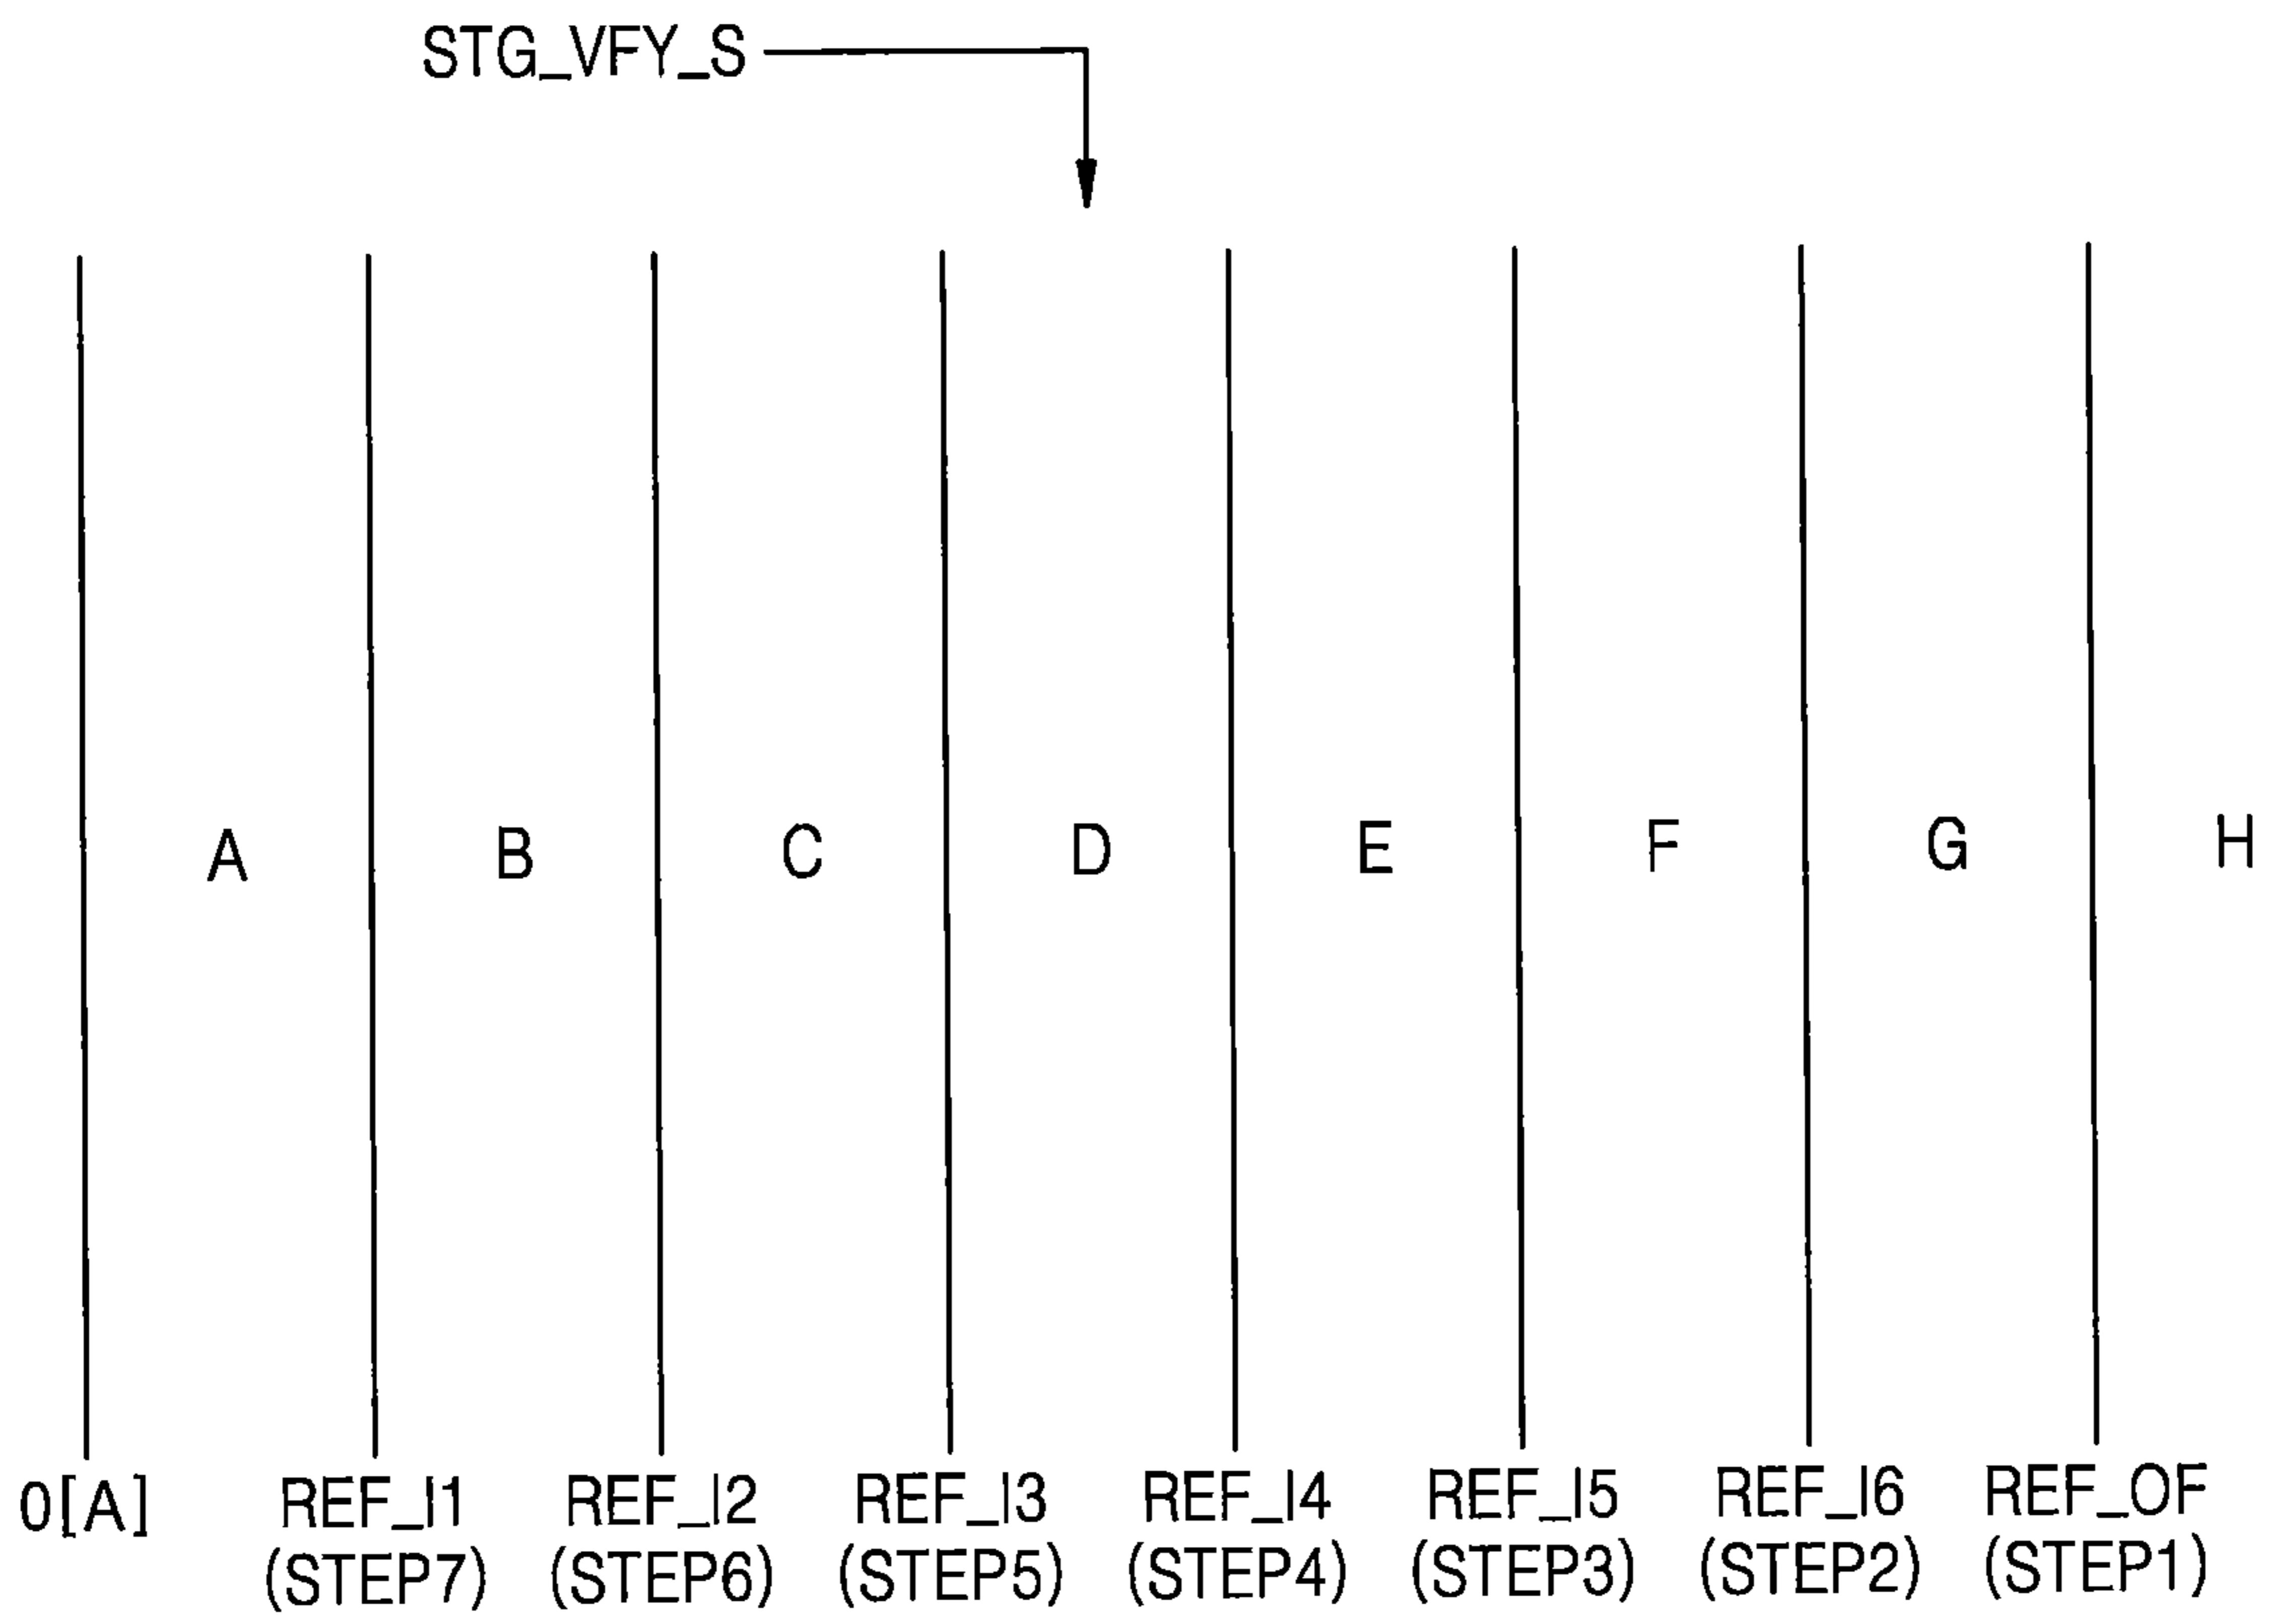 STG_VFY_S
A B C D E F G H
0[A] REF_I1 REF_I2 REF_I3 REF_I4 REF_I5 REF_I6 REF_OF
(STEP7) (STEP6) (STEP5) (STEP4) (STEP3) (STEP2) (STEP1)